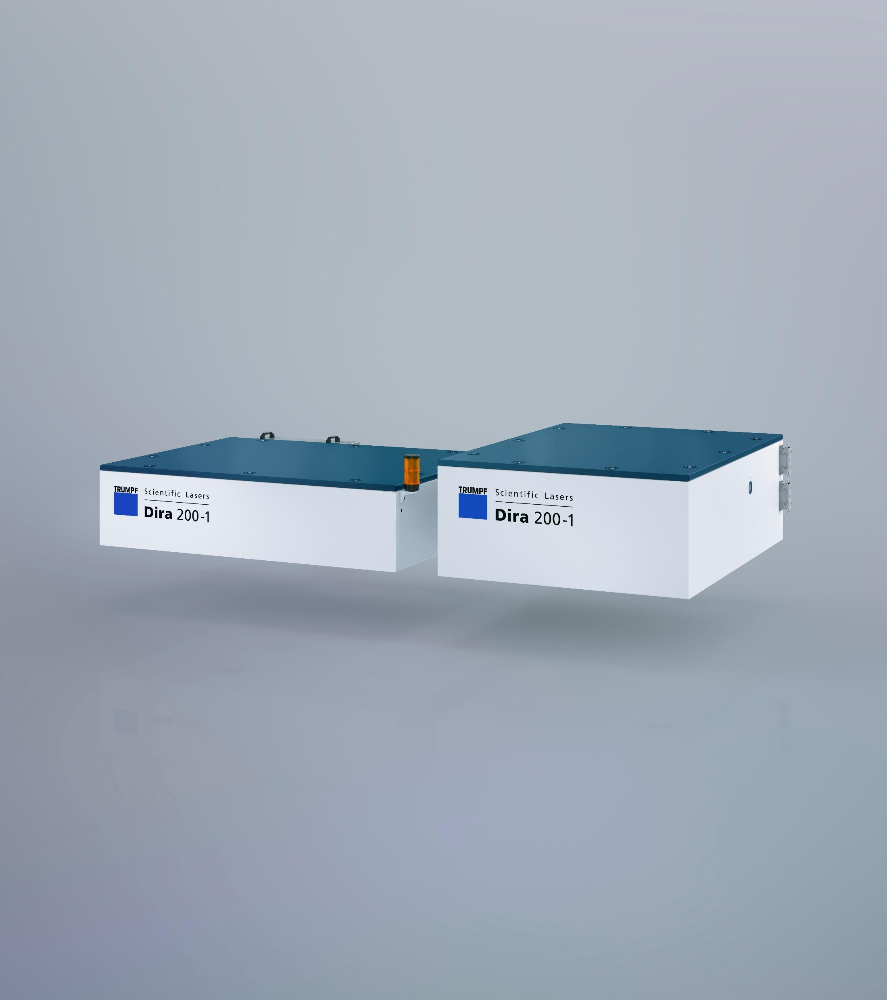 TRUMPF
Scientific Lasers
Dira 200-1
TRUMPF
Scientific Lasers
Dira 200-1